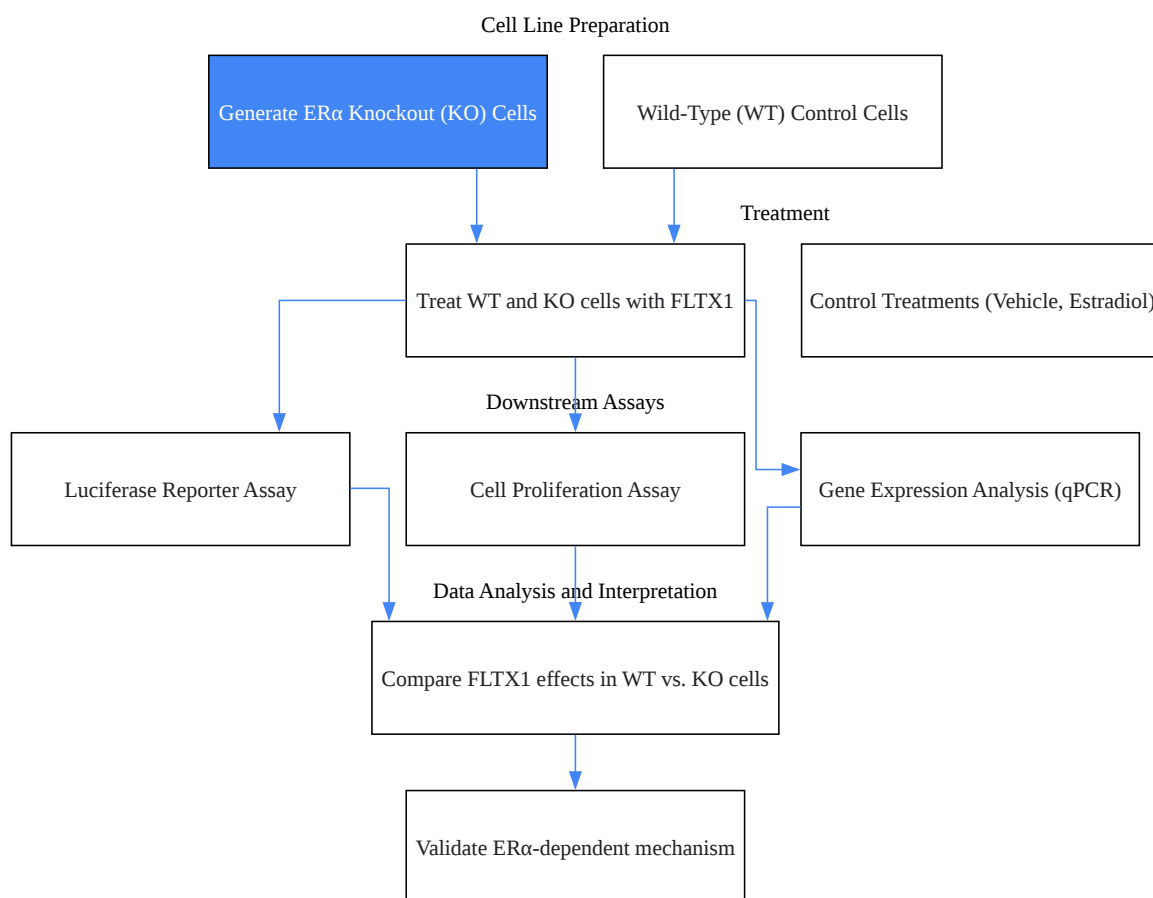 Cell Line Preparation
Generate ERα Knockout (KO) Cells
Wild-Type (WT) Control Cells
Treatment
Treat WT and KO cells with FLTX1
Control Treatments (Vehicle, Estradiol)
Downstream Assays
Luciferase Reporter Assay
Cell Proliferation Assay
Gene Expression Analysis (qPCR)
Data Analysis and Interpretation
Compare FLTX1 effects in WT vs. KO cells
Validate ERα-dependent mechanism